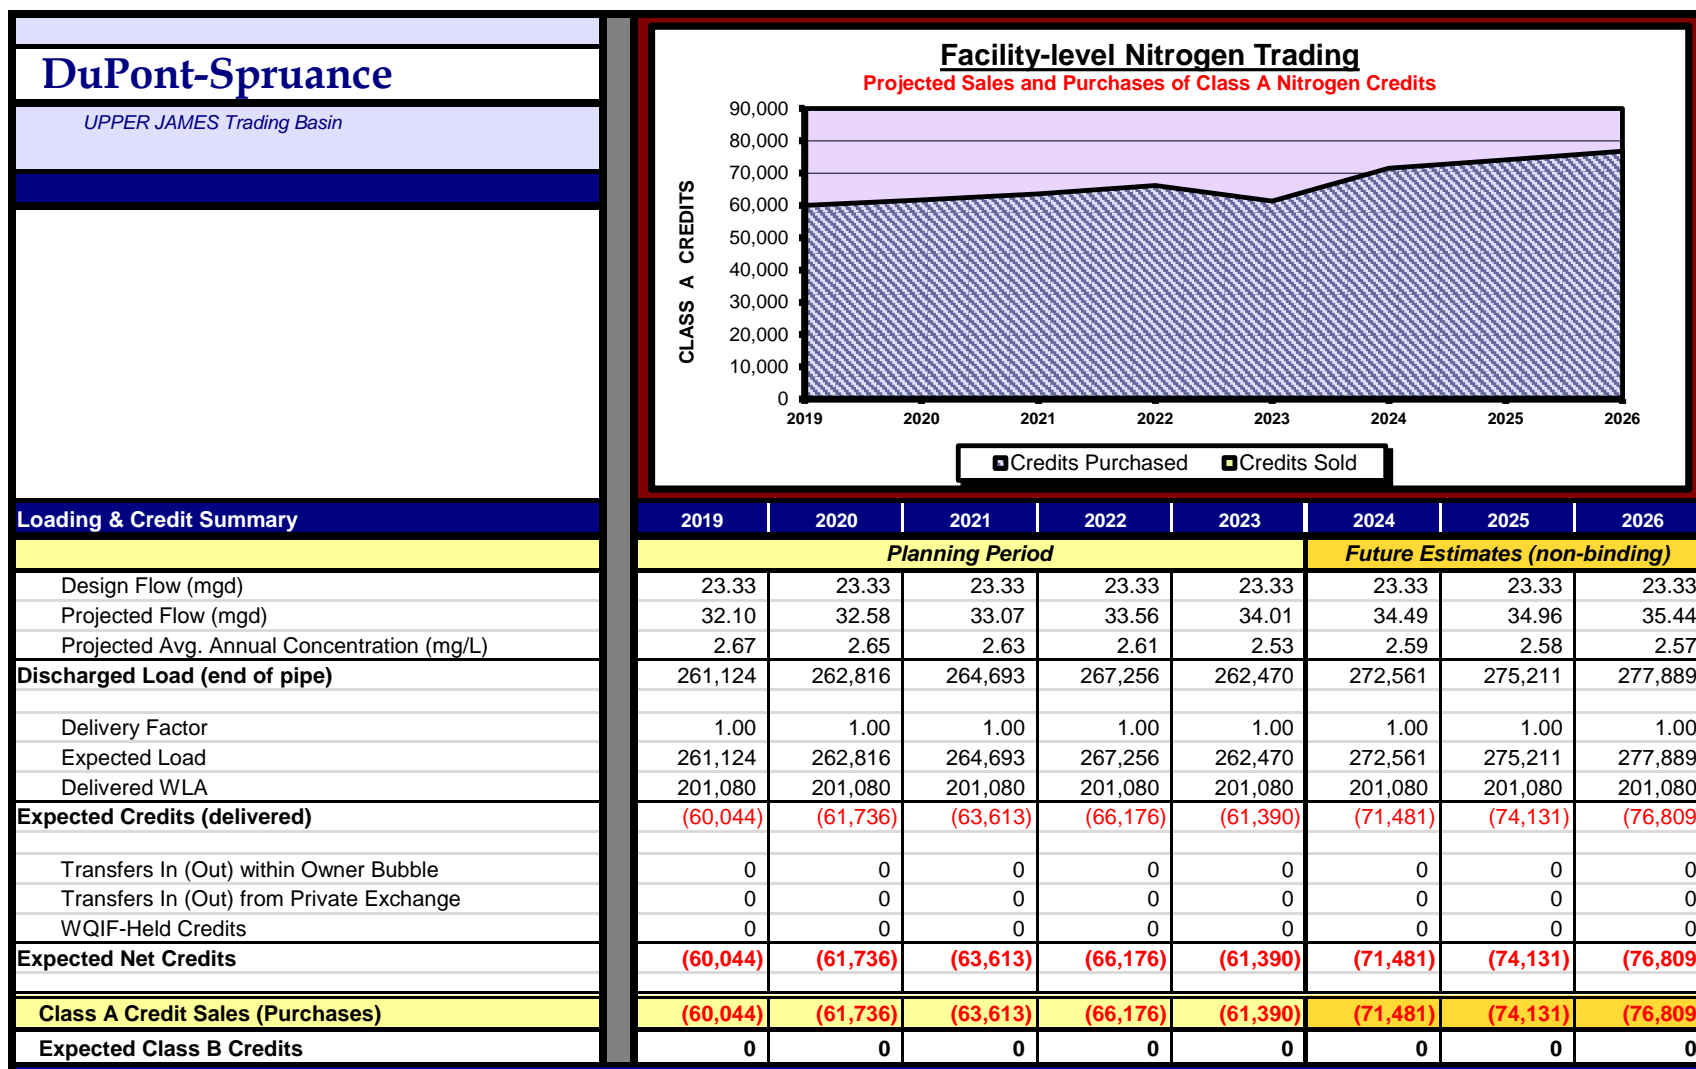 DuPont-Spruance
UPPER JAMES Trading Basin
Facility-level Nitrogen Trading
Projected Sales and Purchases of Class A Nitrogen Credits
CLASS A CREDITS
90,000
80,000
70,000
60,000
50,000
40,000
30,000
20,000
10,000
0
2019 2020 2021 2022 2023 2024 2025 2026
Credits Purchased Credits Sold
Loading & Credit Summary 2019 2020 2021 2022 2023 2024 2025 2026
Planning Period Future Estimates (non-binding)
Design Flow (mgd) 23.33 23.33 23.33 23.33 23.33 23.33 23.33 23.33
Projected Flow (mgd) 32.10 32.58 33.07 33.56 34.01 34.49 34.96 35.44
Projected Avg. Annual Concentration (mg/L) 2.67 2.65 2.63 2.61 2.53 2.59 2.58 2.57
Discharged Load (end of pipe) 261,124 262,816 264,693 267,256 262,470 272,561 275,211 277,889
Delivery Factor 1.00 1.00 1.00 1.00 1.00 1.00 1.00 1.00
Expected Load 261,124 262,816 264,693 267,256 262,470 272,561 275,211 277,889
Delivered WLA 201,080 201,080 201,080 201,080 201,080 201,080 201,080 201,080
Expected Credits (delivered) (60,044) (61,736) (63,613) (66,176) (61,390) (71,481) (74,131) (76,809
Transfers In (Out) within Owner Bubble 0 0 0 0 0 0 0 0
Transfers In (Out) from Private Exchange 0 0 0 0 0 0 0 0
WQIF-Held Credits 0 0 0 0 0 0 0 0
Expected Net Credits (60,044) (61,736) (63,613) (66,176) (61,390) (71,481) (74,131) (76,809
Class A Credit Sales (Purchases) (60,044) (61,736) (63,613) (66,176) (61,390) (71,481) (74,131) (76,809
Expected Class B Credits 0 0 0 0 0 0 0 0